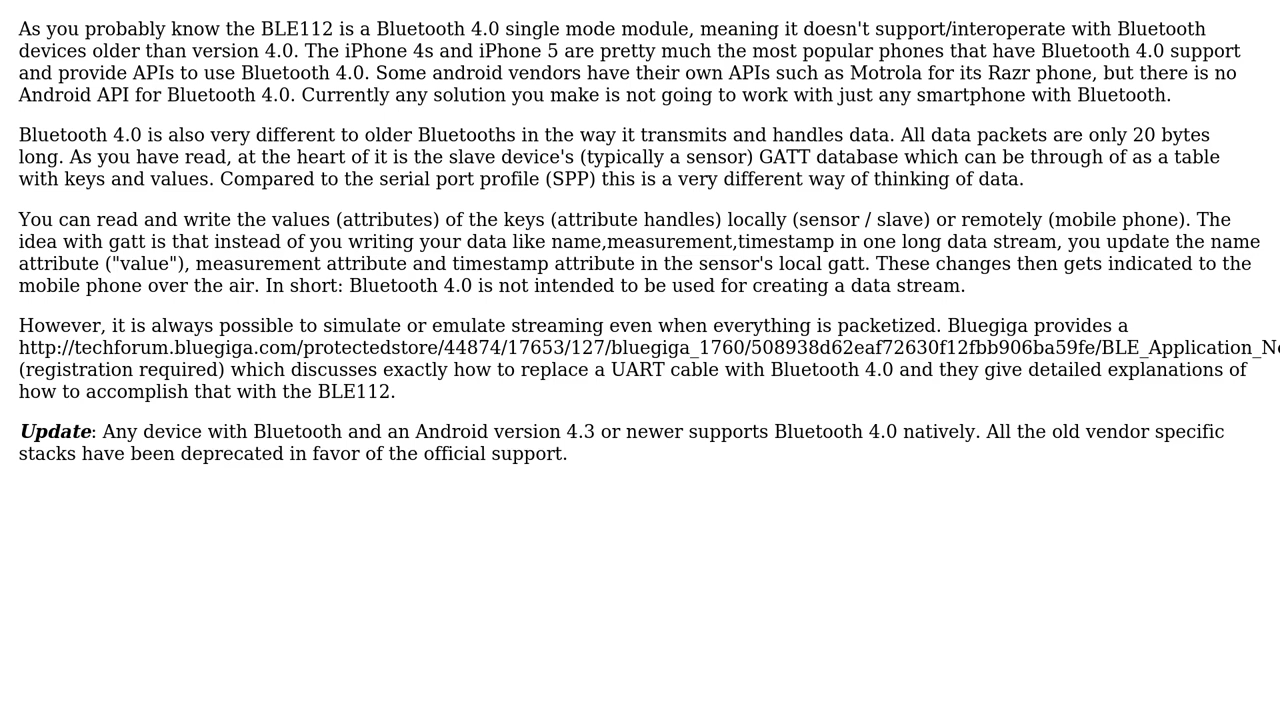 As you probably know the BLE112 is a Bluetooth 4.0 single mode module, meaning it doesn't support/interoperate with Bluetooth
devices older than version 4.0. The iPhone 4s and iPhone 5 are pretty much the most popular phones that have Bluetooth 4.0 support
and provide APIs to use Bluetooth 4.0. Some android vendors have their own APIs such as Motrola for its Razr phone, but there is no
Android API for Bluetooth 4.0. Currently any solution you make is not going to work with just any smartphone with Bluetooth.
Bluetooth 4.0 is also very different to older Bluetooths in the way it transmits and handles data. All data packets are only 20 bytes
long. As you have read, at the heart of it is the slave device's (typically a sensor) GATT database which can be through of as a table
with keys and values. Compared to the serial port profile (SPP) this is a very different way of thinking of data.
You can read and write the values (attributes) of the keys (attribute handles) locally (sensor / slave) or remotely (mobile phone). The
idea with gatt is that instead of you writing your data like name,measurement,timestamp in one long data stream, you update the name
attribute ("value"), measurement attribute and timestamp attribute in the sensor's local gatt. These changes then gets indicated to the
mobile phone over the air. In short: Bluetooth 4.0 is not intended to be used for creating a data stream.
However, it is always possible to simulate or emulate streaming even when everything is packetized. Bluegiga provides a
http://techforum.bluegiga.com/protectedstore/44874/17653/127/bluegiga_1760/508938d62eaf72630f12fbb906ba59fe/BLE_Application_N
(registration required) which discusses exactly how to replace a UART cable with Bluetooth 4.0 and they give detailed explanations of
how to accomplish that with the BLE112.
Update: Any device with Bluetooth and an Android version 4.3 or newer supports Bluetooth 4.0 natively. All the old vendor specific
stacks have been deprecated in favor of the official support.